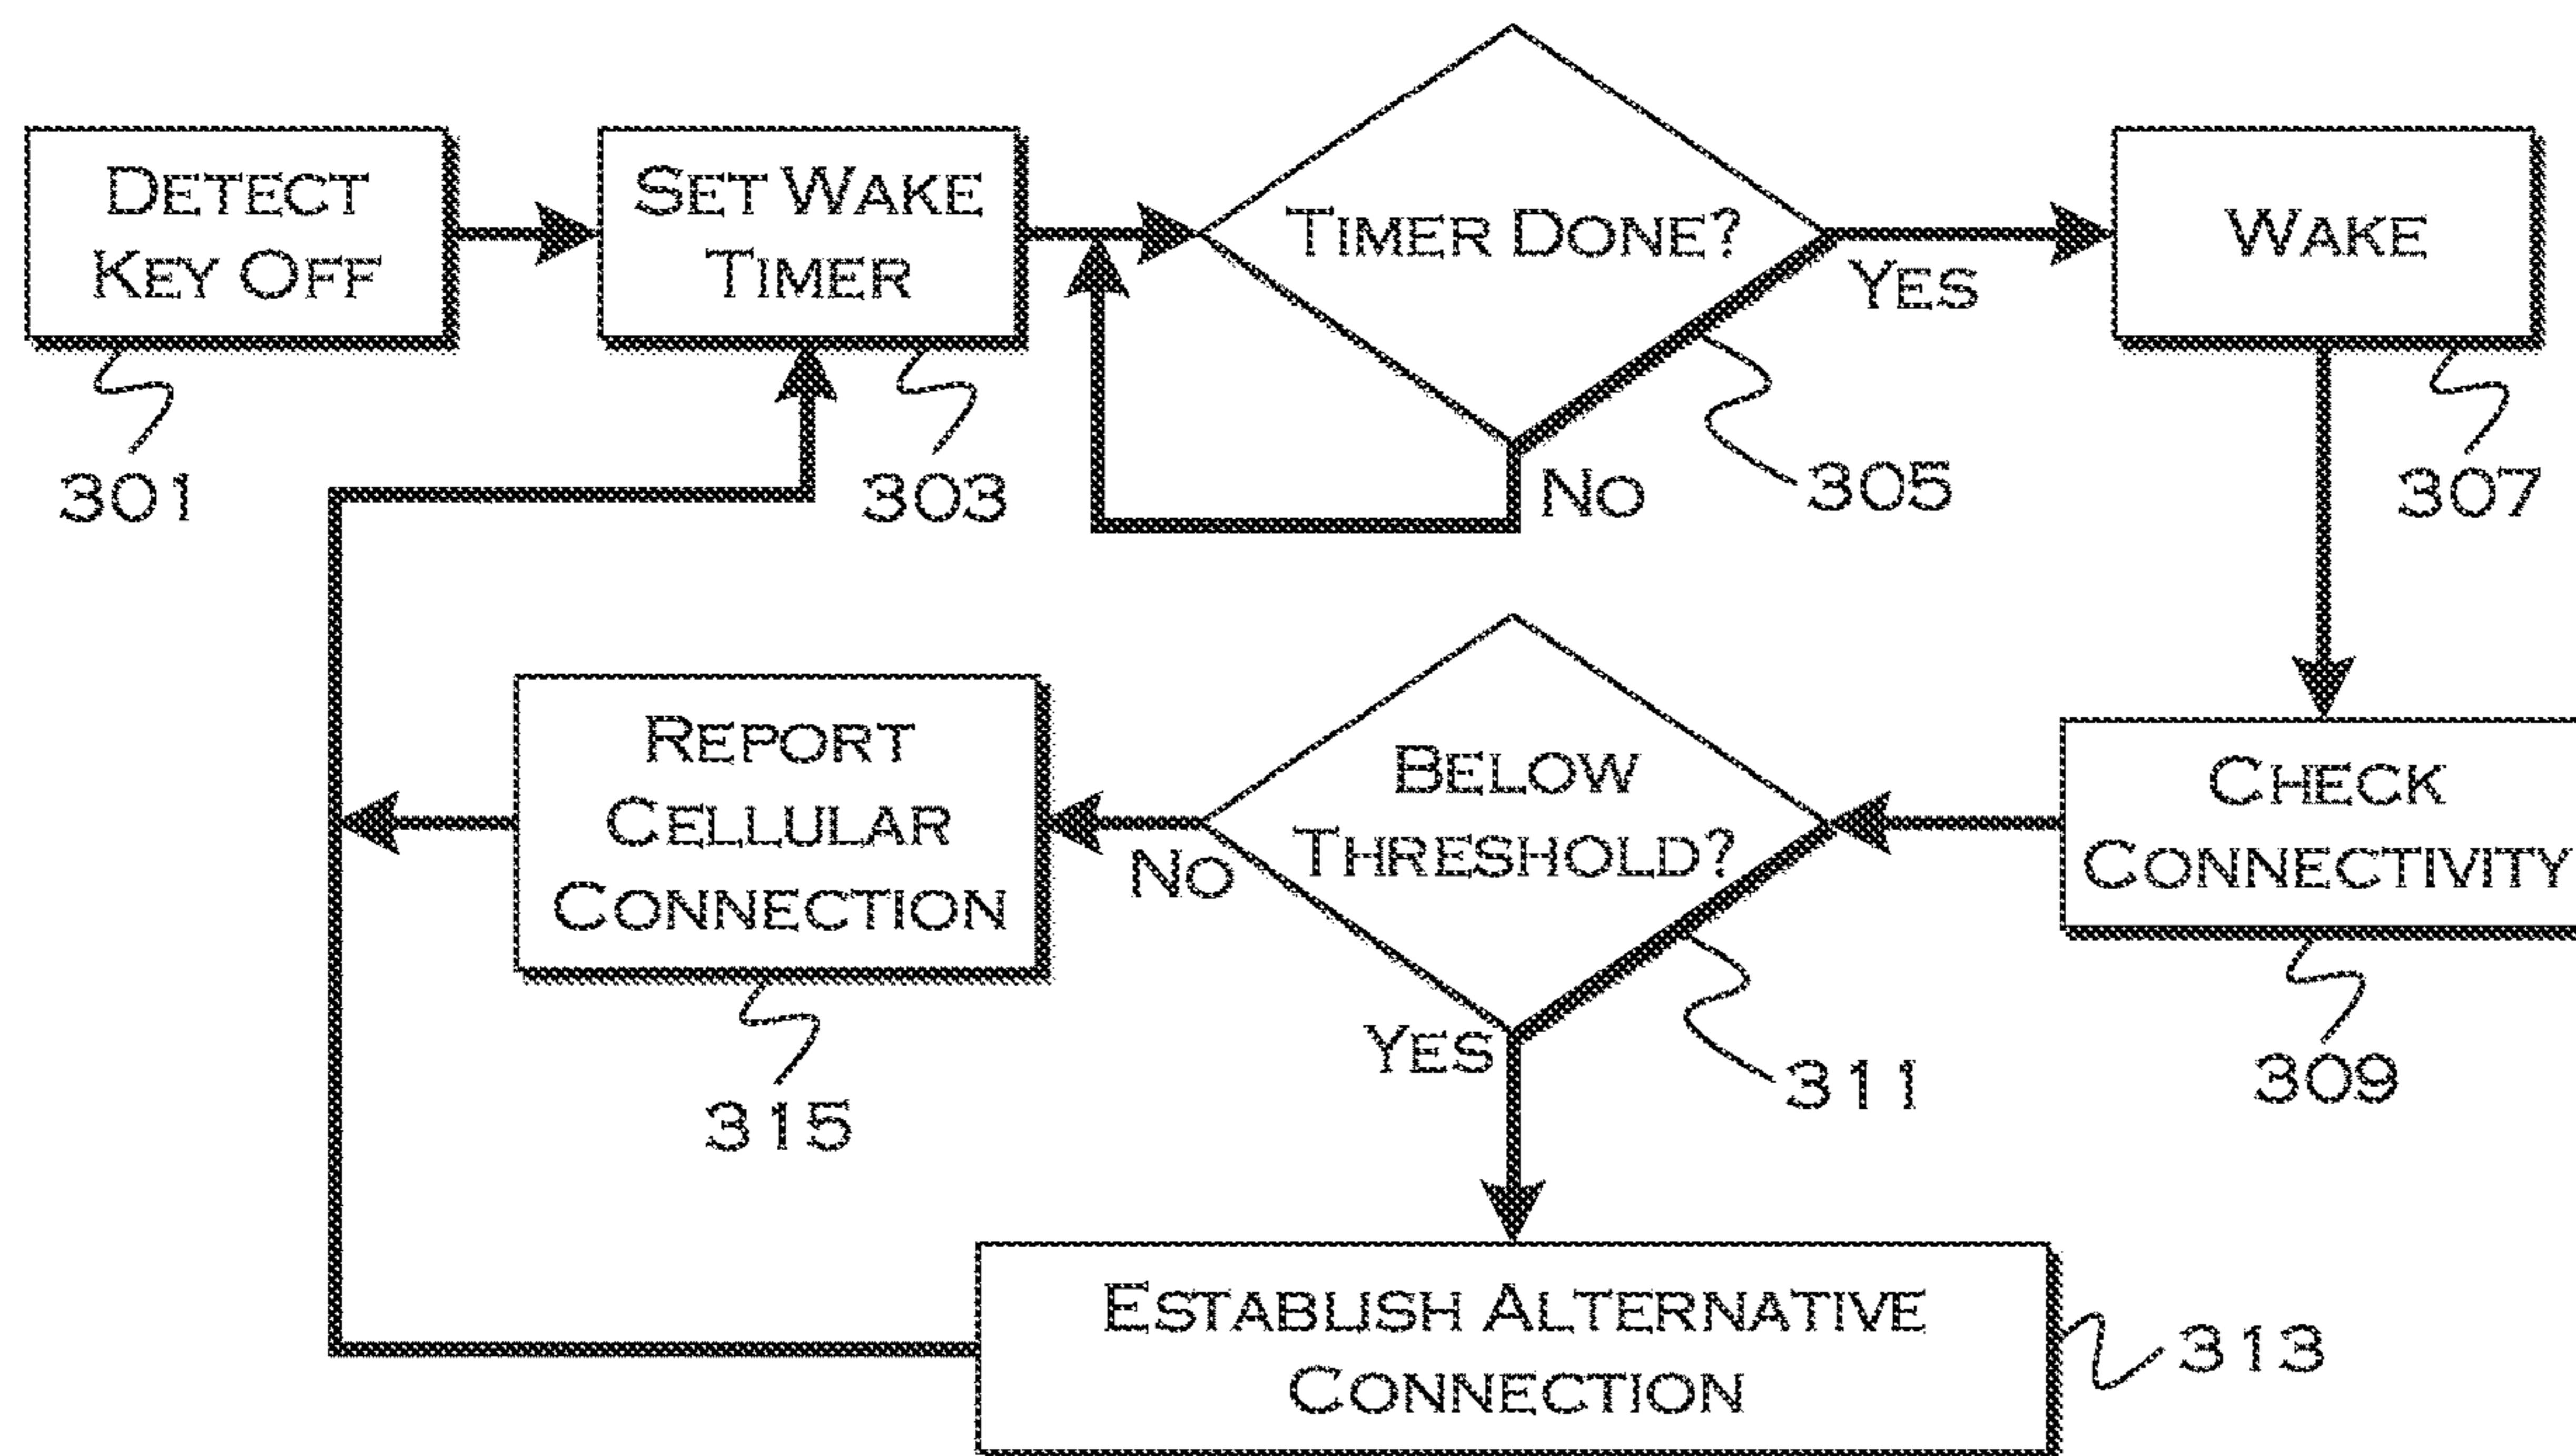 DETECT
KEY OFF
301
SET WAKE
TIMER
303
TIMER DONE?
YES
NO
305
WAKE
307
CHECK
CONNECTIVITY
309
BELOW
THRESHOLD?
NO
YES
311
REPORT
CELLULAR
CONNECTION
315
ESTABLISH ALTERNATIVE
CONNECTION
313